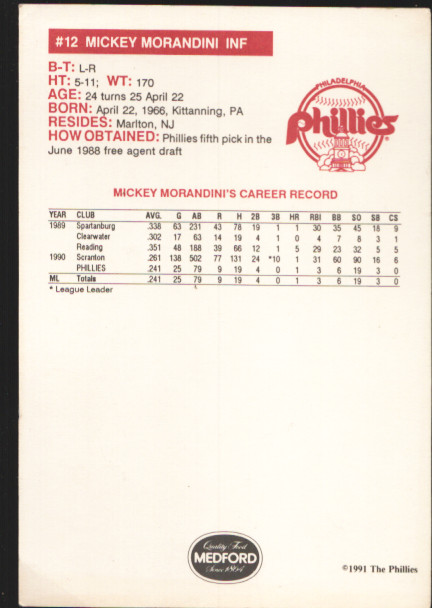 #12 MICKEY MORANDINI INF
B-T: L-R
HT: 5-11; WT: 170
AGE: 24 turns 25 April 22
BORN: April 22, 1966, Kittanning, PA
RESIDES: Marlton, NJ
HOW OBTAINED: Phillies fifth pick in the
June 1988 free agent draft
PHILADELPHIA
Phillies
MICKEY MORANDINI'S CAREER RECORD
YEAR CLUB AVG. G AB R H 2B 3B HR RBI BB SO SB CS
1989 Spartanburg .338 63 231 43 78 19 1 1 30 35 45 18 9
Clearwater .302 17 63 14 19 4 1 0 4 7 8 3 1
Reading .351 48 188 39 66 12 1 5 29 23 32 5 5
1990 Scranton .261 138 502 77 131 24 *10 1 31 60 90 16 6
PHILLIES .241 25 79 9 19 4 0 1 3 6 19 3 0
ML Totals .241 25 79 9 19 4 0 1 3 6 19 3 0
* League Leader
Quality Food
MEDFORD
Since 1864
©1991 The Phillies